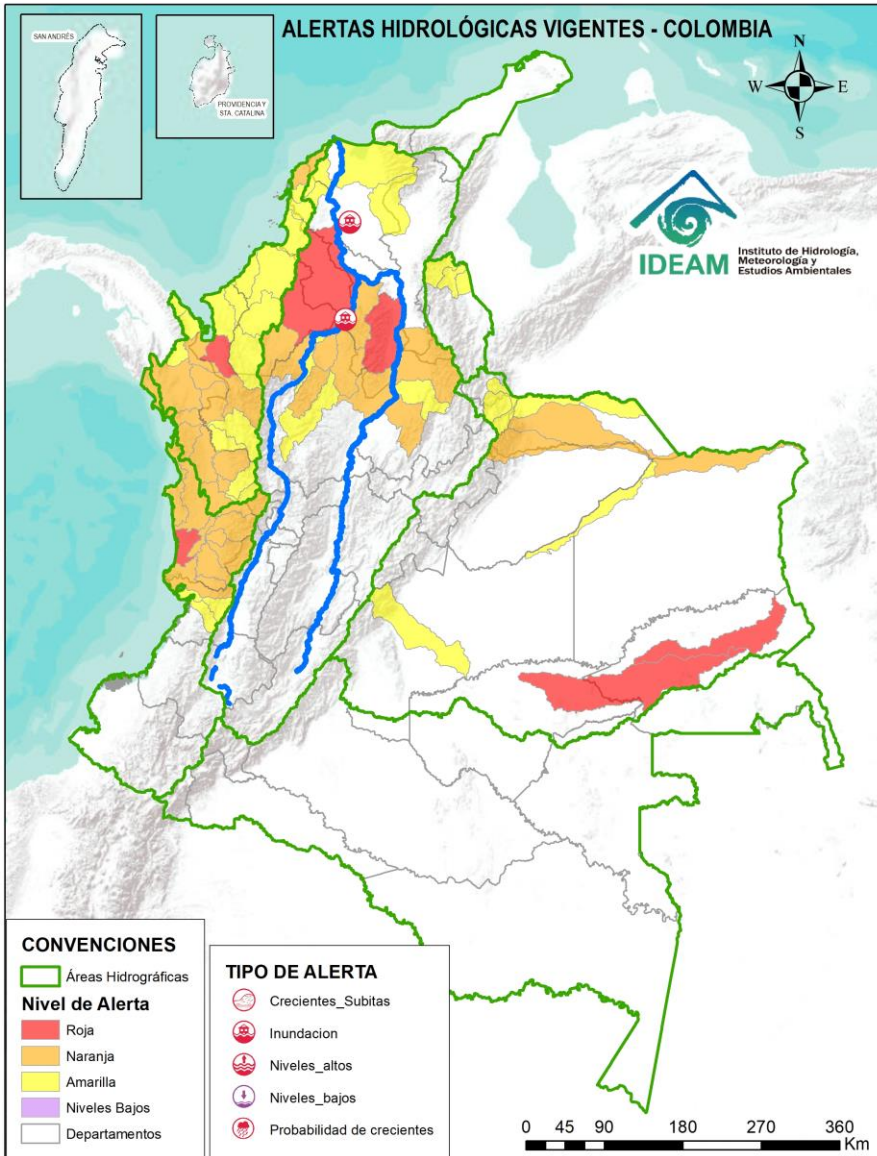 ALERTAS HIDROLÓGICAS VIGENTES - COLOMBIA
SAN ANDRÉS
PROVIDENCIA Y
STA. CATALINA
N
W
E
S
IDEAM
Instituto de Hidrología,
Meteorología y
Estudios Ambientales
CONVENCIONES
Áreas Hidrográficas
Nivel de Alerta
Roja
Naranja
Amarilla
Niveles Bajos
Departamentos
TIPO DE ALERTA
Crecientes_Subitas
Inundacion
Niveles_altos
Niveles_bajos
Probabilidad de crecientes
0 45 90 180 270 360
Km